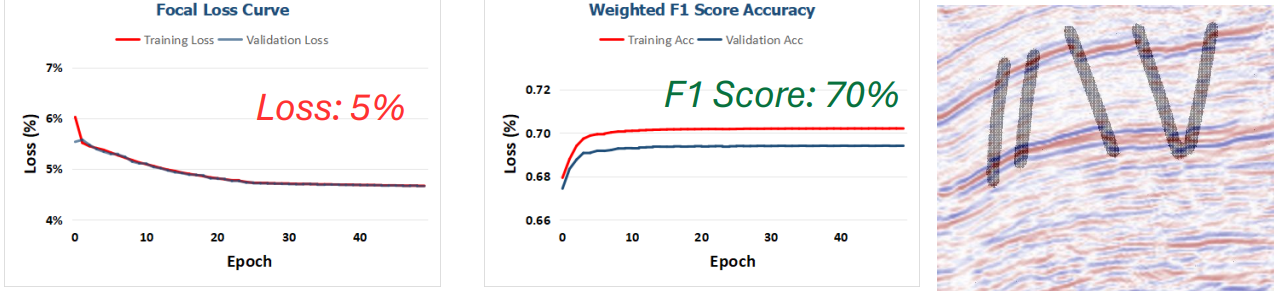 Focal Loss Curve
Training Loss Validation Loss
7%
6%
5%
4%
Loss (%)
Loss: 5%
0 10 20 30 40
Epoch
Weighted F1 Score Accuracy
Training Acc Validation Acc
0.72
0.70
0.68
0.66
Loss (%)
F1 Score: 70%
0 10 20 30 40
Epoch